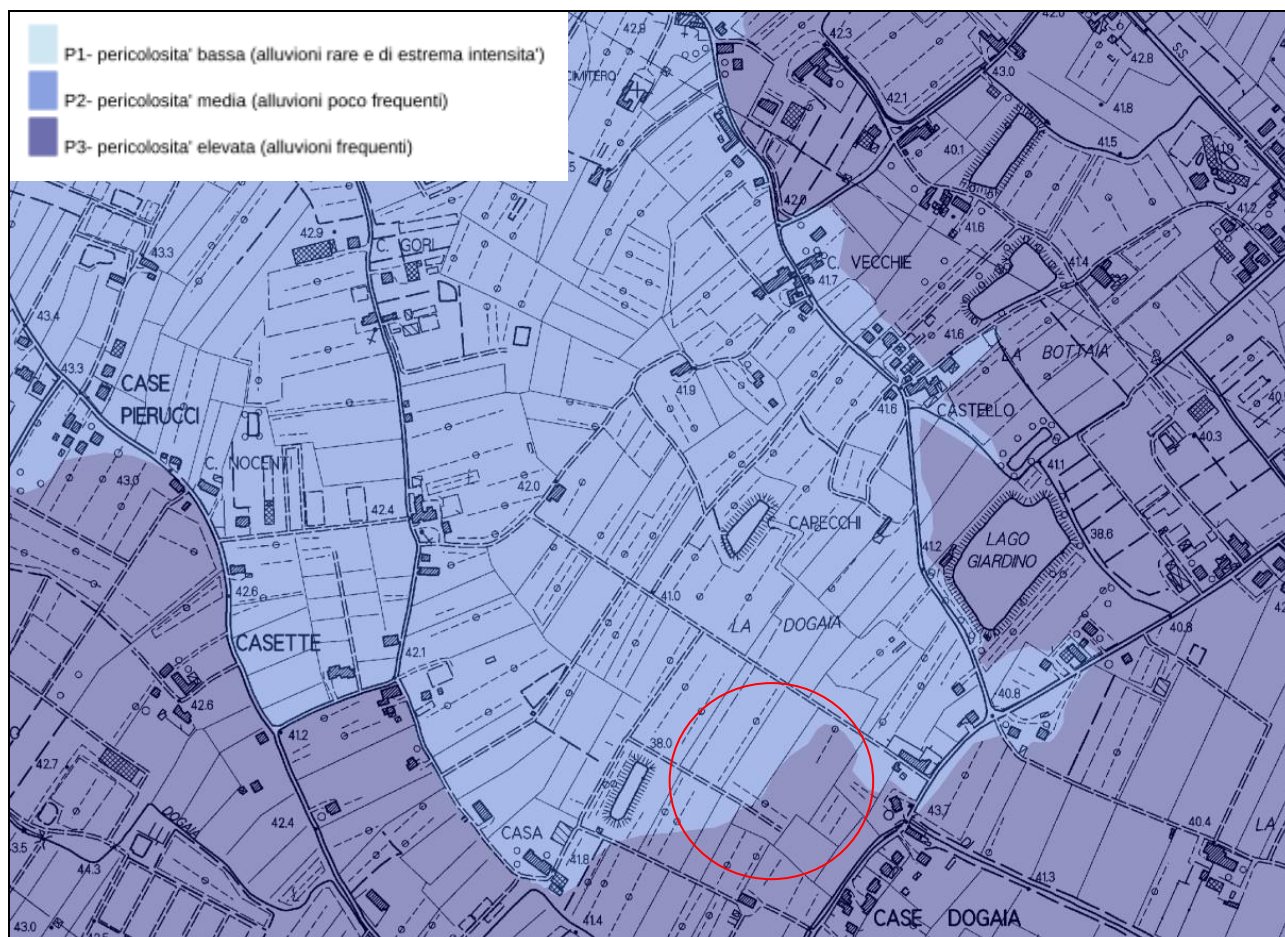 P1- pericolosita' bassa (alluvioni rare e di estrema intensita')
P2- pericolosita' media (alluvioni poco frequenti)
P3- pericolosita' elevata (alluvioni frequenti)
42.9
42.3
42.0
S.S.
42.8
43.0
CIMITERO
42.1
41.8
40.1
41.5
42.0
41.2
41.6
42.9
C. GORI
43.3
C. VECCHIE
41.7
41.4
43.4
41.6
LA BOTTAIA
43.3
CASE
PIERUCCI
41.9
41.6
CASTELLO
40.3
C. NOCENTI
41.1
43.0
42.0
42.4
C. CAPECCHI
38.6
LAGO
GIARDINO
41.2
42.6
41.0
LA DOGAIA
40.8
CASETTE
42.1
40.8
42.6
41.2
38.0
42.7
DOGAIA
43.7
42.4
CASA
40.4
LA
41.8
44.3
41.3
43.0
41.4
CASE DOGAIA